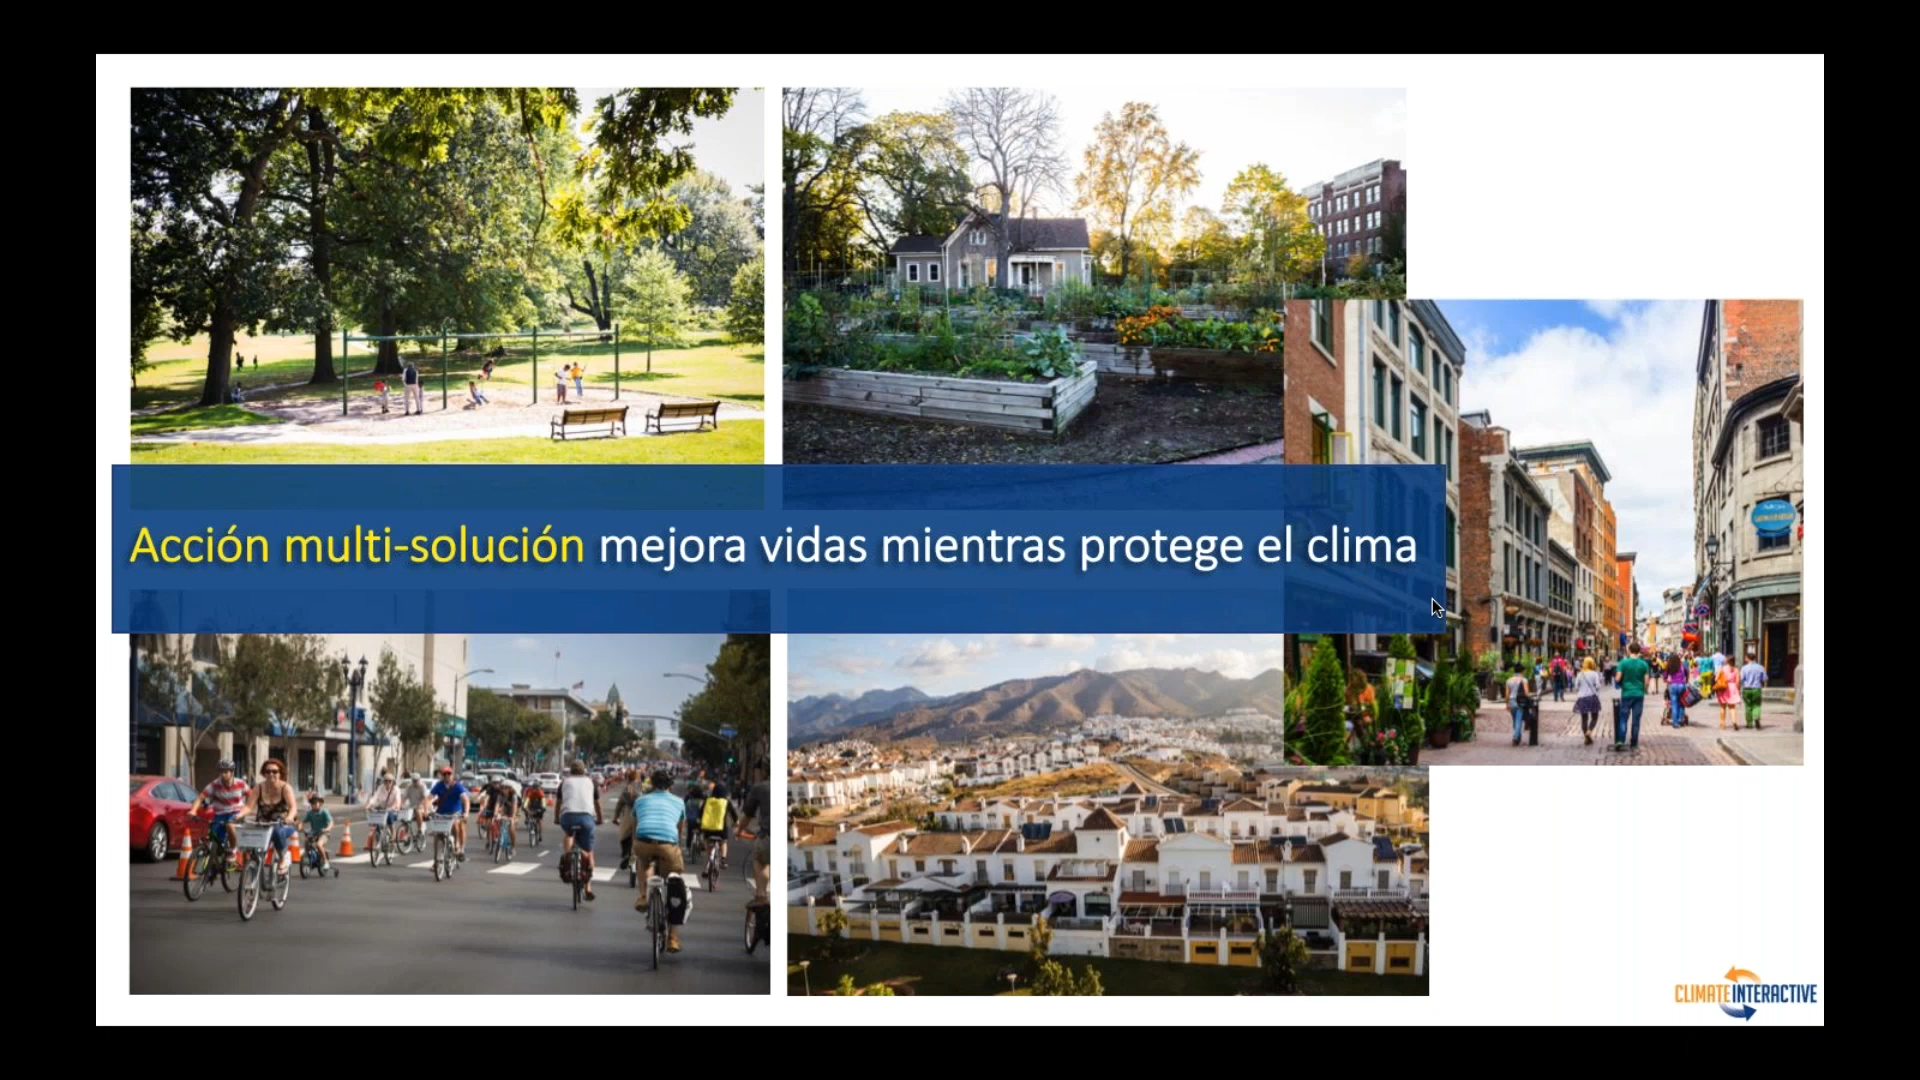 Acción multi-solución mejora vidas mientras protege el clima
CLIMATE INTERACTIVE